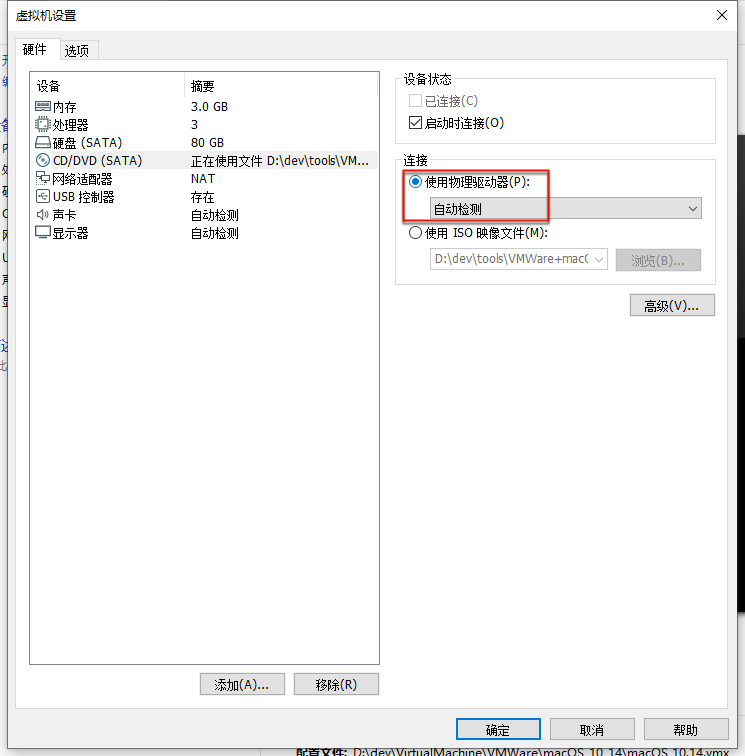 虚拟机设置
硬件 选项
设备 摘要
内存 3.0 GB
处理器 3
硬盘 (SATA) 80 GB
CD/DVD (SATA) 正在使用文件 D:\dev\tools\VM...
网络适配器 NAT
USB 控制器 存在
声卡 自动检测
显示器 自动检测
添加(A)... 移除(R)
设备状态
已连接(C)
启动时连接(O)
连接
使用物理驱动器(P):
自动检测
使用 ISO 映像文件(M):
D:\dev\tools\VMWare+mac 浏览(B)...
高级(V)...
确定 取消 帮助
配置文件: D:\dev\VirtualMachine\VMWare\macOS_10_14\macOS 10.14.vmx